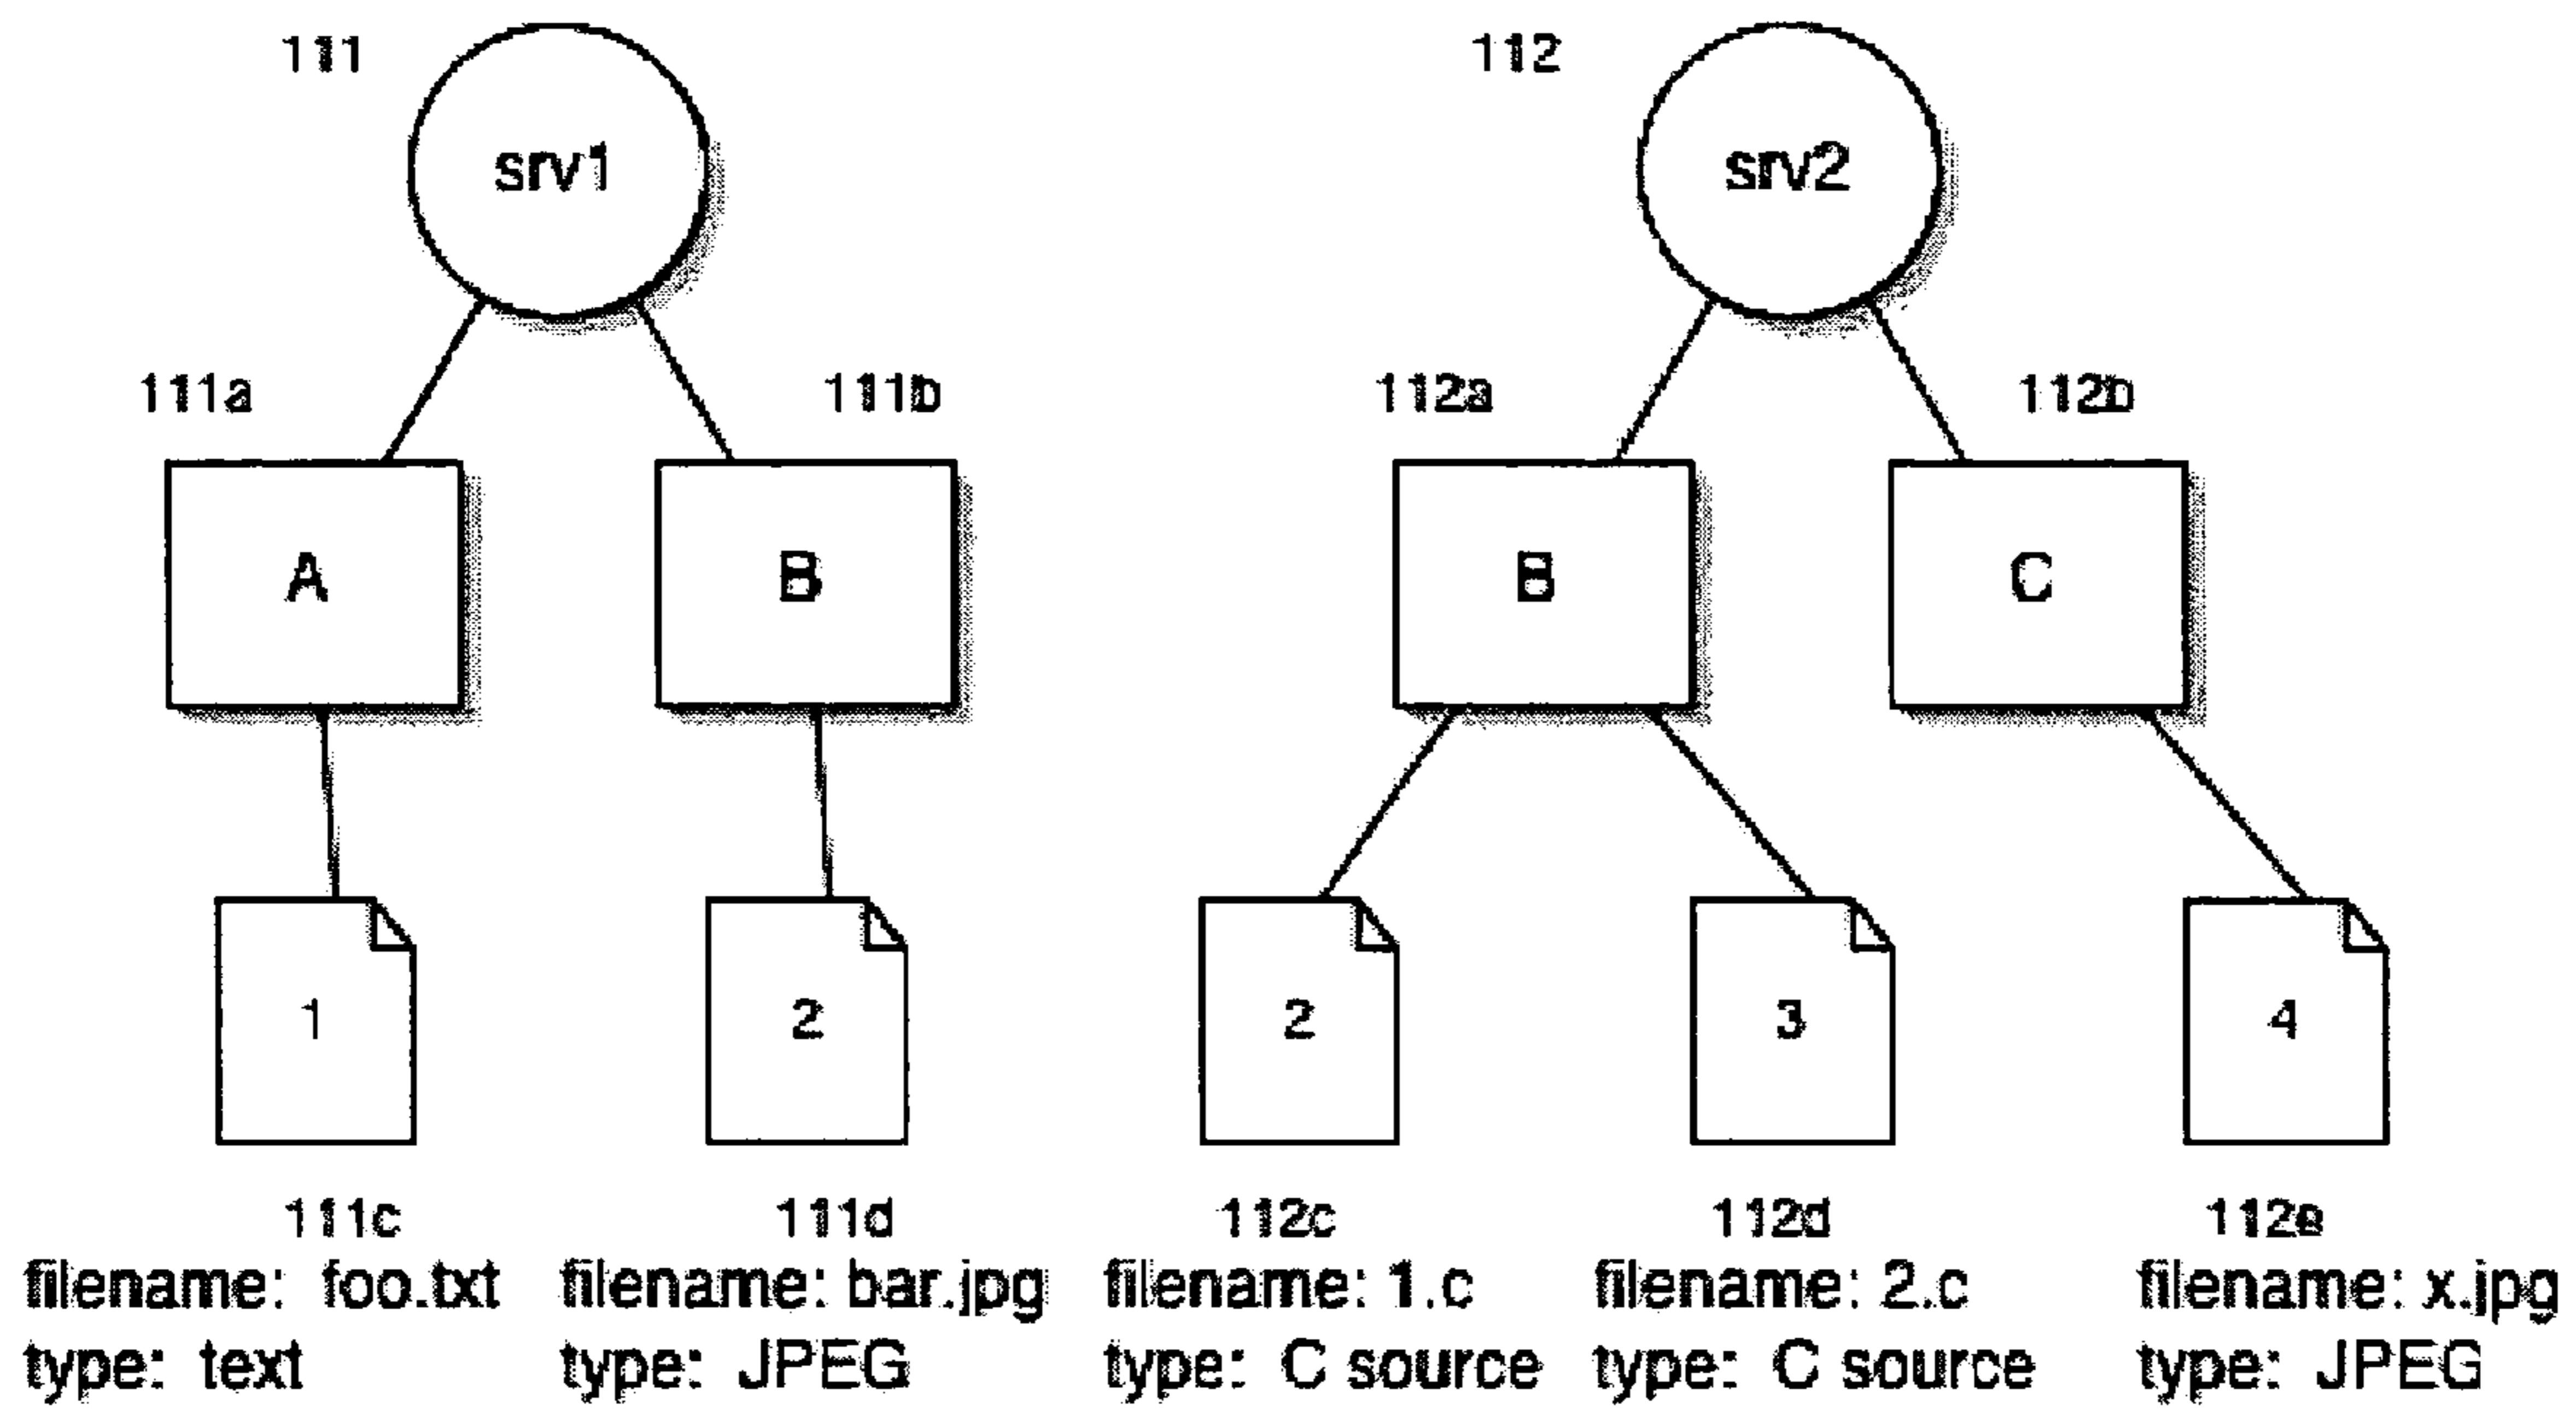 111
112
srv1
srv2
111a
111b
112a
112b
A
B
B
C
1
2
2
3
4
111c
111d
112c
112d
112e
filename: foo.txt
filename: bar.jpg
filename: 1.c
filename: 2.c
filename: x.jpg
type: text
type: JPEG
type: C source
type: C source
type: JPEG